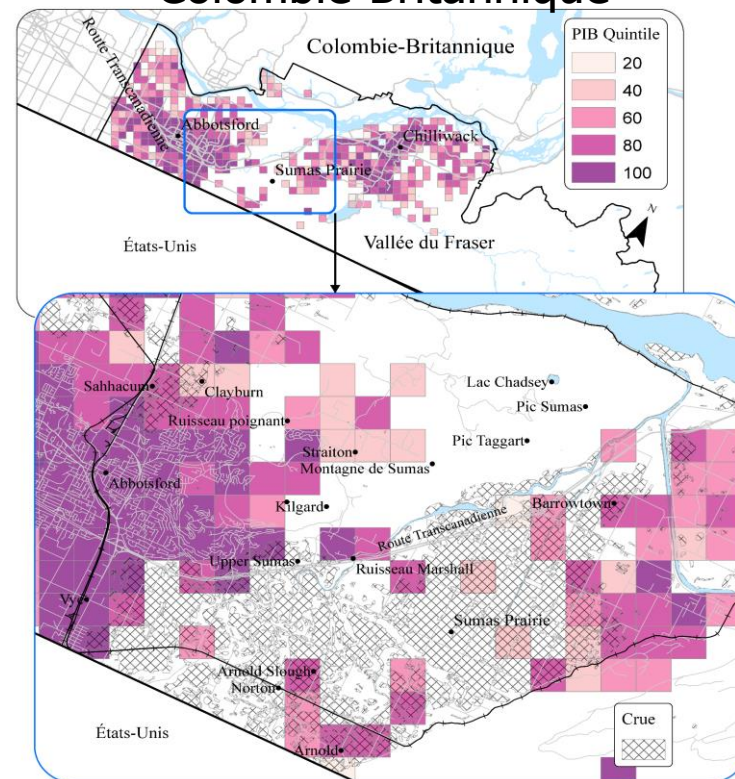 Colombie-Britannique
Colombie-Britannique
PIB Quintile
20
40
60
80
100
Route Transcanadienne
Abbotsford
Chilliwack
Sumas Prairie
N
États-Unis
Vallée du Fraser
Sahhacum
Clayburn
Lac Chadsey
Pic Sumas
Ruisseau poignant
Straiton
Pic Taggart
Montagne de Sumas
Abbotsford
Kilgard
Barrowtown
Route Transcanadienne
Upper Sumas
Ruisseau Marshall
Vye
Sumas Prairie
Arnold Slough
Norton
États-Unis
Arnold
Crue